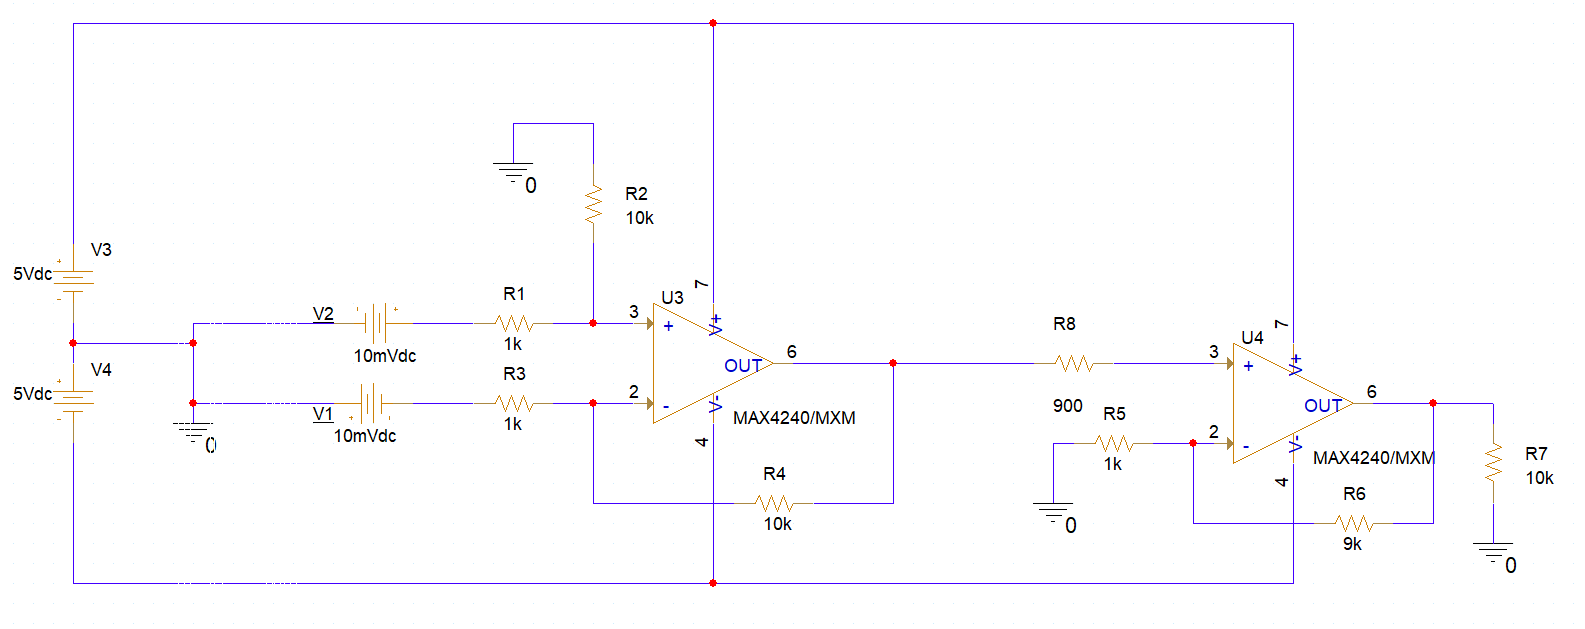 0
R2
10k
V3
5Vdc
+
-
V4
5Vdc
+
-
0
V2
-
+
10mVdc
V1
+
-
10mVdc
R1
1k
R3
1k
3
2
U3
7
+
-
V+
OUT
V-
6
4
MAX4240/MXM
R4
10k
R8
900
R5
1k
0
3
2
U4
7
+
-
V+
OUT
V-
6
4
MAX4240/MXM
R6
9k
R7
10k
0